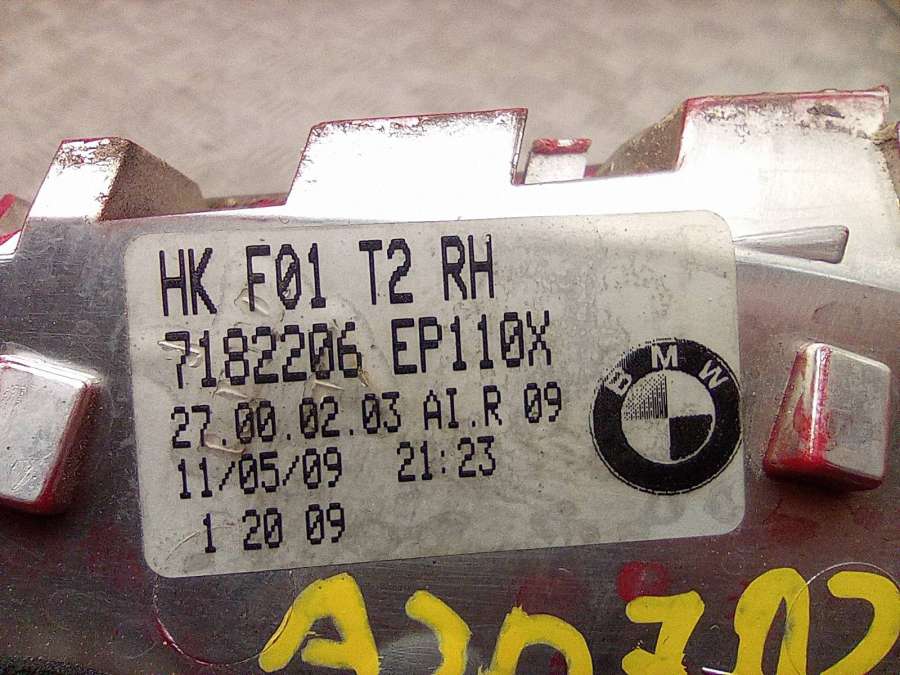 HK F01 T2 RH
7182206 EP110X
27.00.02.03 AI.R 09
11/05/09 21:23
1 20 09
BMW